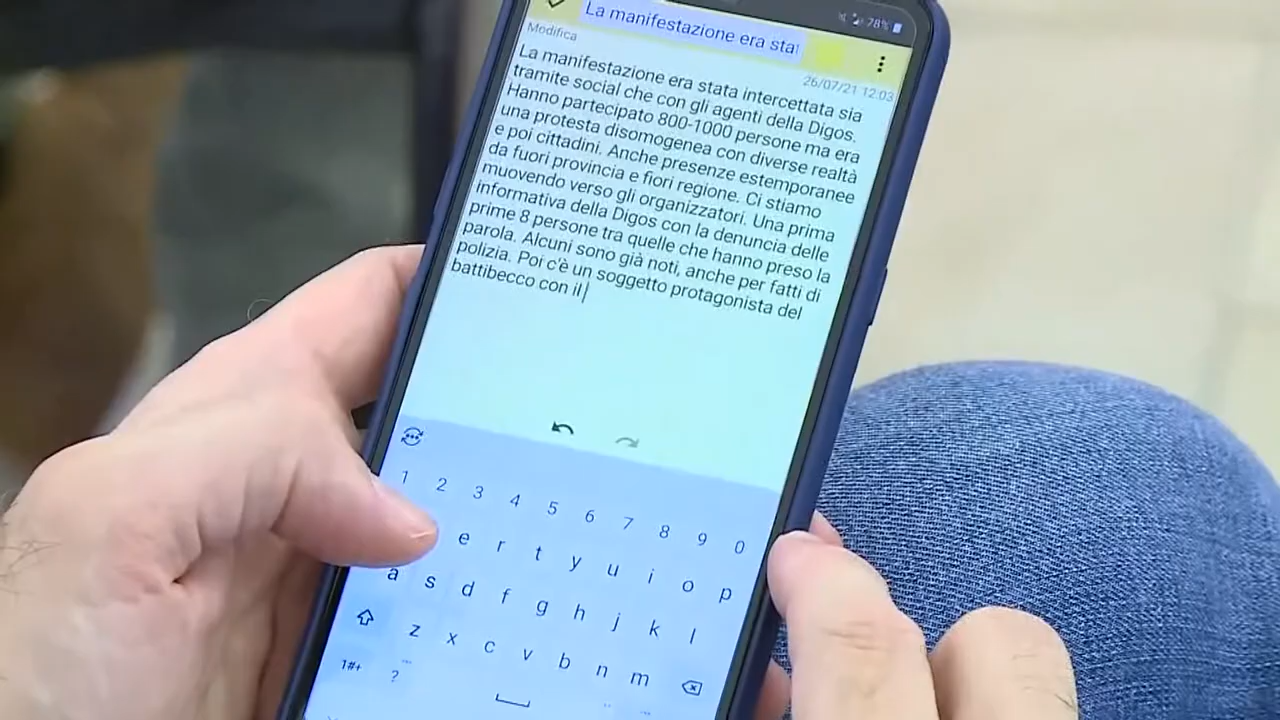 78%
La manifestazione era stat
Modifica
26/07/21 12:03
La manifestazione era stata intercettata sia
tramite social che con gli agenti della Digos.
Hanno partecipato 800-1000 persone ma era
una protesta disomogenea con diverse realtà
e poi cittadini. Anche presenze estemporanee
da fuori provincia e fiori regione. Ci stiamo
muovendo verso gli organizzatori. Una prima
informativa della Digos con la denuncia delle
prime 8 persone tra quelle che hanno preso la
parola. Alcuni sono già noti, anche per fatti di
polizia. Poi c'è un soggetto protagonista del
battibecco con il
1 2 3 4 5 6 7 8 9 0
e r t y u i o p
a s d f g h j k l
z x c v b n m
1#+ ?